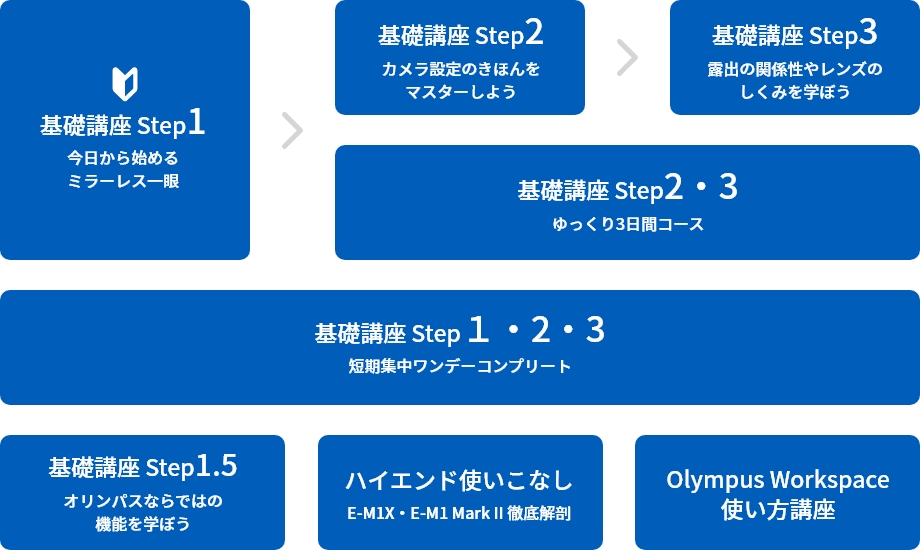 基礎講座 Step1
今日から始める
ミラーレス一眼
基礎講座 Step2
カメラ設定のきほんを
マスターしよう
基礎講座 Step3
露出の関係性やレンズの
しくみを学ぼう
基礎講座 Step2・3
ゆっくり3日間コース
基礎講座 Step １・2・3
短期集中ワンデーコンプリート
基礎講座 Step1.5
オリンパスならではの
機能を学ぼう
ハイエンド使いこなし
E-M1X・E-M1 Mark II 徹底解剖
Olympus Workspace
使い方講座